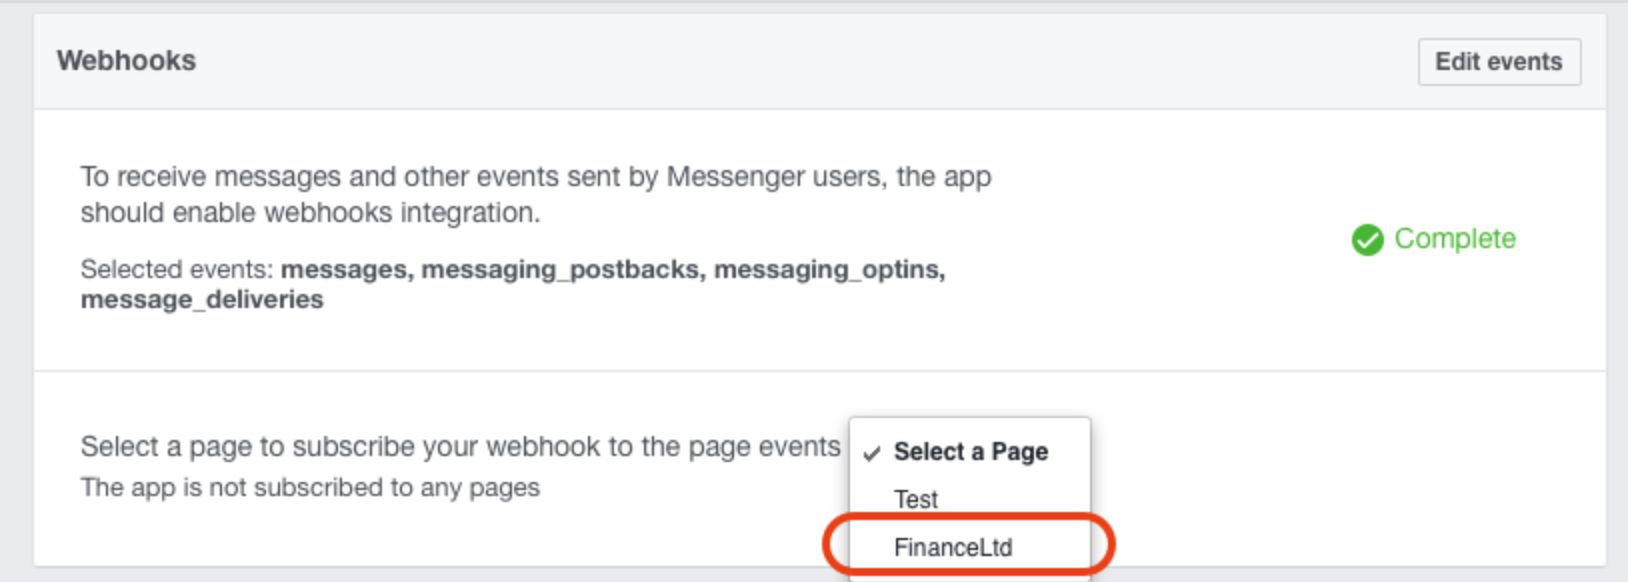 Webhooks
Edit events
To receive messages and other events sent by Messenger users, the app
should enable webhooks integration.
Complete
Selected events: messages, messaging_postbacks, messaging_optins,
message_deliveries
Select a page to subscribe your webhook to the page events
The app is not subscribed to any pages
Select a Page
Test
FinanceLtd